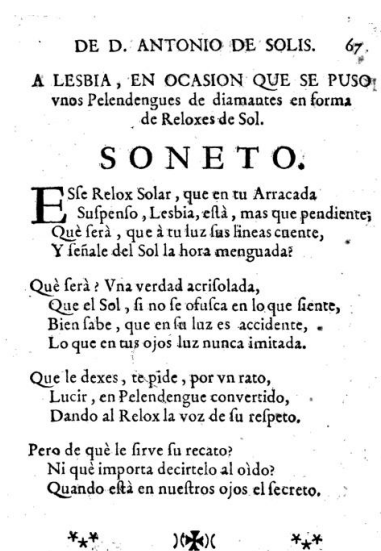 DE D. ANTONIO DE SOLIS. 67.
A LESBIA, EN OCASION QUE SE PUSO
vnos Pelendengues de diamantes en forma
de Reloxes de Sol.
SONETO.
ESſe Relox Solar, que en tu Arracada
Suſpenſo, Lesbia, eſtà, mas que pendiente;
Què ſerà, que à tu luz ſus lineas cuente,
Y ſeñale del Sol la hora menguada?
Què ſerà? Vna verdad acriſolada,
Que el Sol, ſi no ſe ofuſca en lo que ſiente,
Bien ſabe, que en ſu luz es accidente,
Lo que en tus ojos luz nunca imitada.
Que le dexes, te pide, por vn rato,
Lucir, en Pelendengue convertido,
Dando al Relox la voz de ſu reſpeto.
Pero de què le ſirve ſu recato?
Ni què importa decirtelo al oìdo?
Quando eſtà en nueſtros ojos el ſecreto.